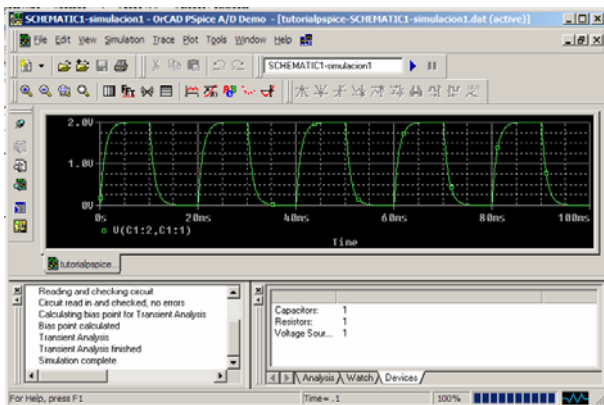 SCHEMATIC1-simulacion1 - OrCAD PSpice A/D Demo - [tutorialpspice-SCHEMATIC1-simulacion1.dat (active)]
File Edit View Simulation Trace Plot Tools Window Help
SCHEMATIC1-simulacion1
2.0V
1.0V
0V
0s 20ms 40ms 60ms 80ms 100ms
V(C1:2,C1:1)
Time
tutorialpspice...
Reading and checking circuit
Circuit read in and checked, no errors
Calculating bias point for Transient Analysis
Bias point calculated
Transient Analysis
Transient Analysis finished
Simulation complete
Capacitors: 1
Resistors: 1
Voltage Sour... 1
Analysis Watch Devices
For Help, press F1 Time= .1 100%